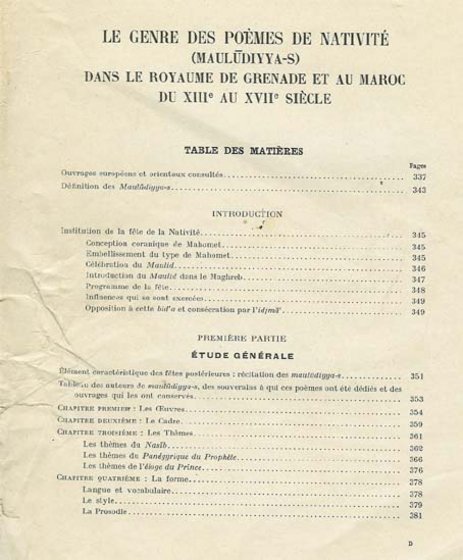 LE GENRE DES POÈMES DE NATIVITÉ
(MAULŪDIYYA-S)
DANS LE ROYAUME DE GRENADE ET AU MAROC
DU XIIIe AU XVIIe SIÈCLE
TABLE DES MATIÈRES
Pages
Ouvrages européens et orientaux consultés 337
Définition des Maulūdiyya-s 343
INTRODUCTION
Institution de la fête de la Nativité 345
Conception coranique de Mahomet 345
Embellissement du type de Mahomet 345
Célébration du Maulid 346
Introduction du Maulid dans le Maghreb 347
Programme de la fête 348
Influences qui se sont exercées 349
Opposition à cette bid'a et consécration par l'idjmā' 349
PREMIÈRE PARTIE
ÉTUDE GÉNÉRALE
Élément caractéristique des fêtes postérieures : récitation des maulūdiyya-s 351
Tableau des auteurs de maulūdiyya-s, des souverains à qui ces poèmes ont été dédiés et des
ouvrages qui les ont conservés 353
CHAPITRE PREMIER : Les Œuvres 354
CHAPITRE DEUXIÈME : Le Cadre 359
CHAPITRE TROISIÈME : Les Thèmes 361
Les thèmes du Nasīb 362
Les thèmes du Panégyrique du Prophète 366
Les thèmes de l'éloge du Prince 376
CHAPITRE QUATRIÈME : La forme 378
Langue et vocabulaire 378
Le style 379
La Prosodie 381
D